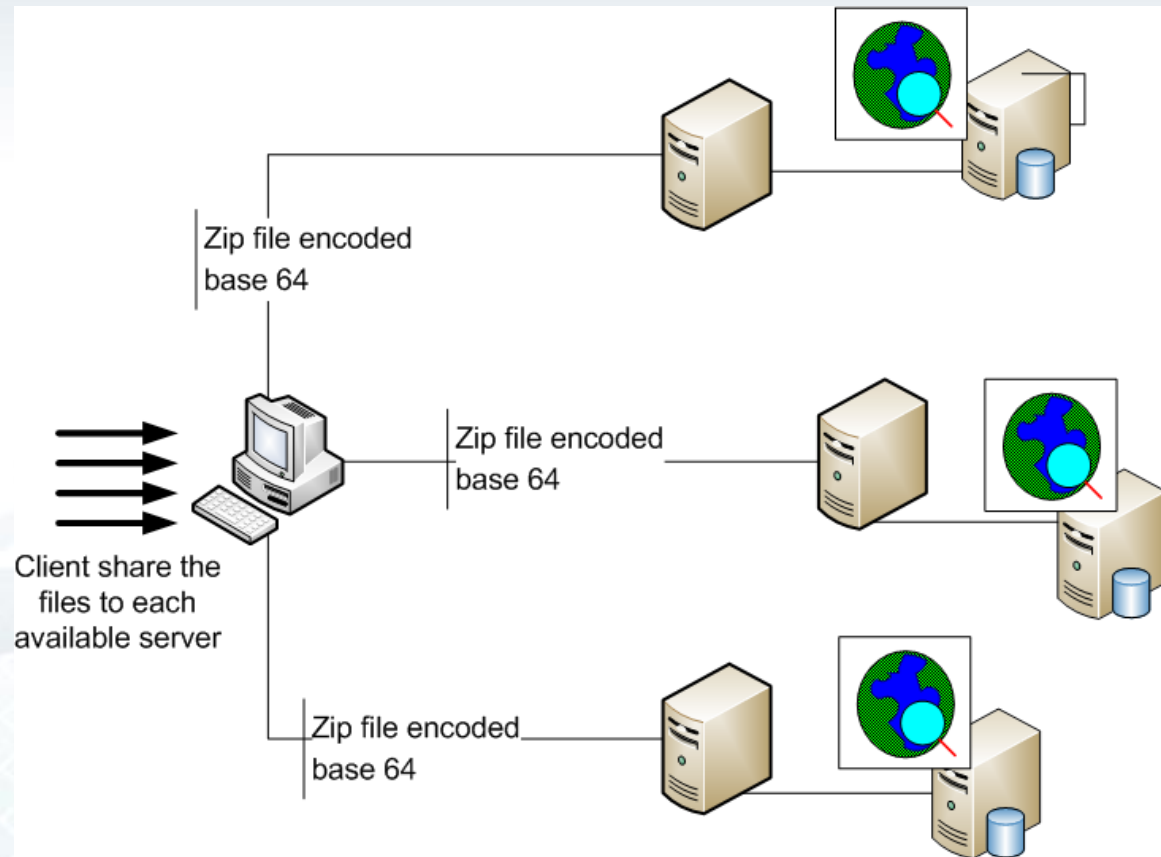 Zip file encoded
base 64
Zip file encoded
base 64
Client share the
files to each
available server
Zip file encoded
base 64